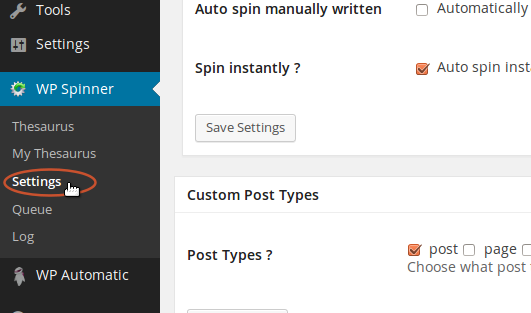 Tools
Settings
WP Spinner
Thesaurus
My Thesaurus
Settings
Queue
Log
WP Automatic
Auto spin manually written
Automatically
Spin instantly ?
Auto spin inst
Save Settings
Custom Post Types
Post Types ?
post page
Choose what post